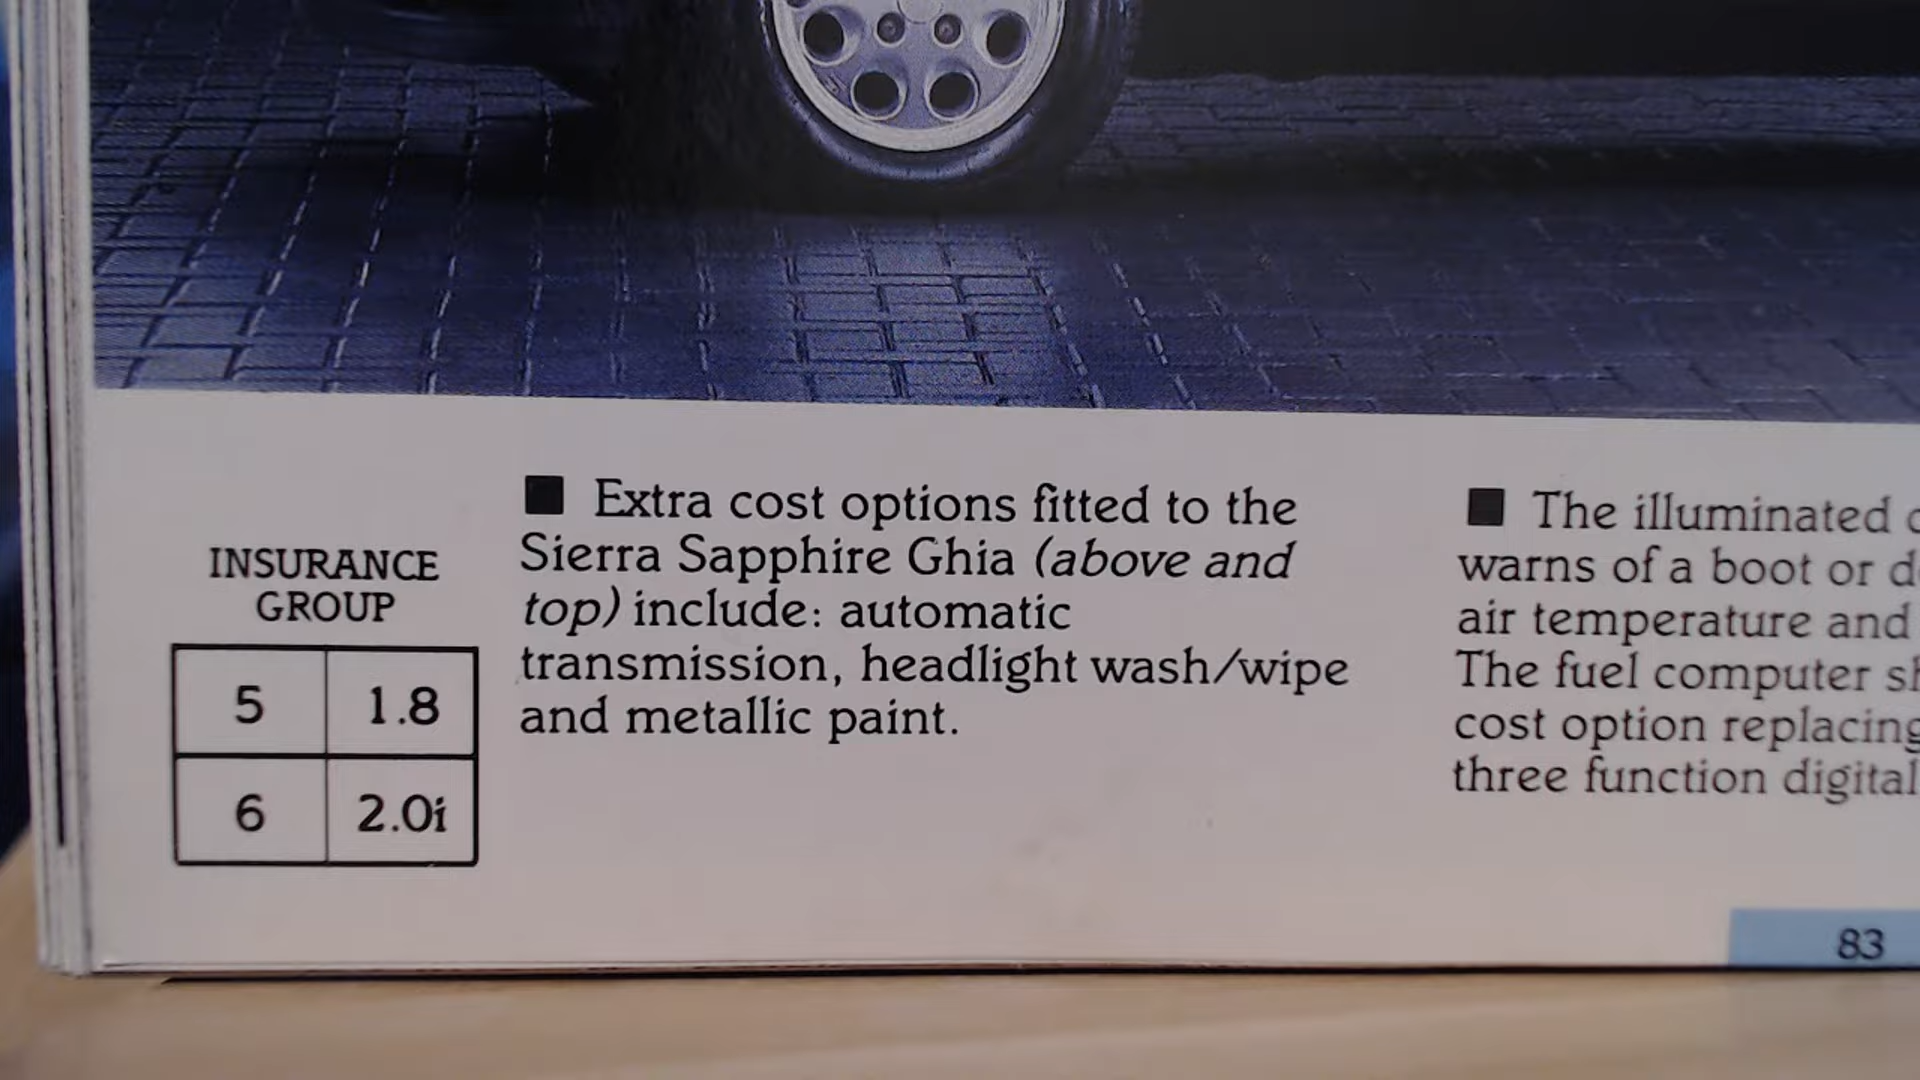 INSURANCE
GROUP
5 1.8
6 2.0i
■ Extra cost options fitted to the
Sierra Sapphire Ghia (above and
top) include: automatic
transmission, headlight wash/wipe
and metallic paint.
■ The illuminated
warns of a boot or
air temperature and
The fuel computer
cost option replacing
three function digital
83